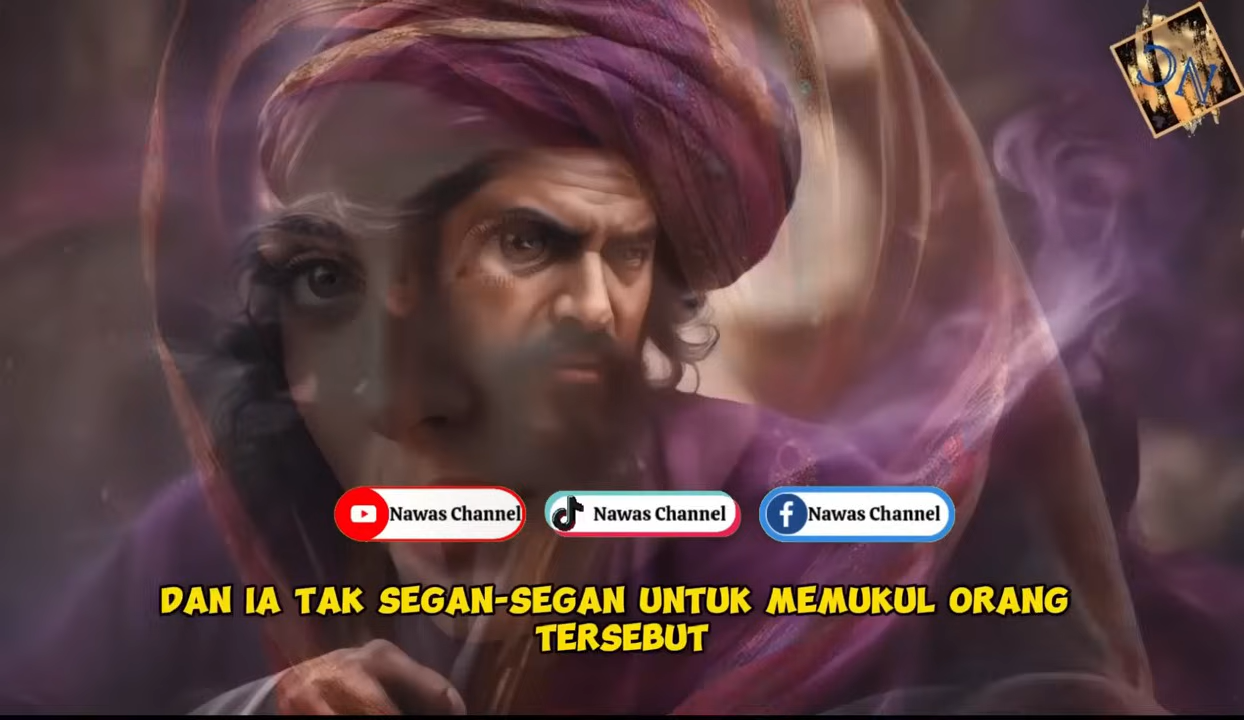 Nawas Channel
Nawas Channel
Nawas Channel
DAN IA TAK SEGAN-SEGAN UNTUK MEMUKUL ORANG
TERSEBUT